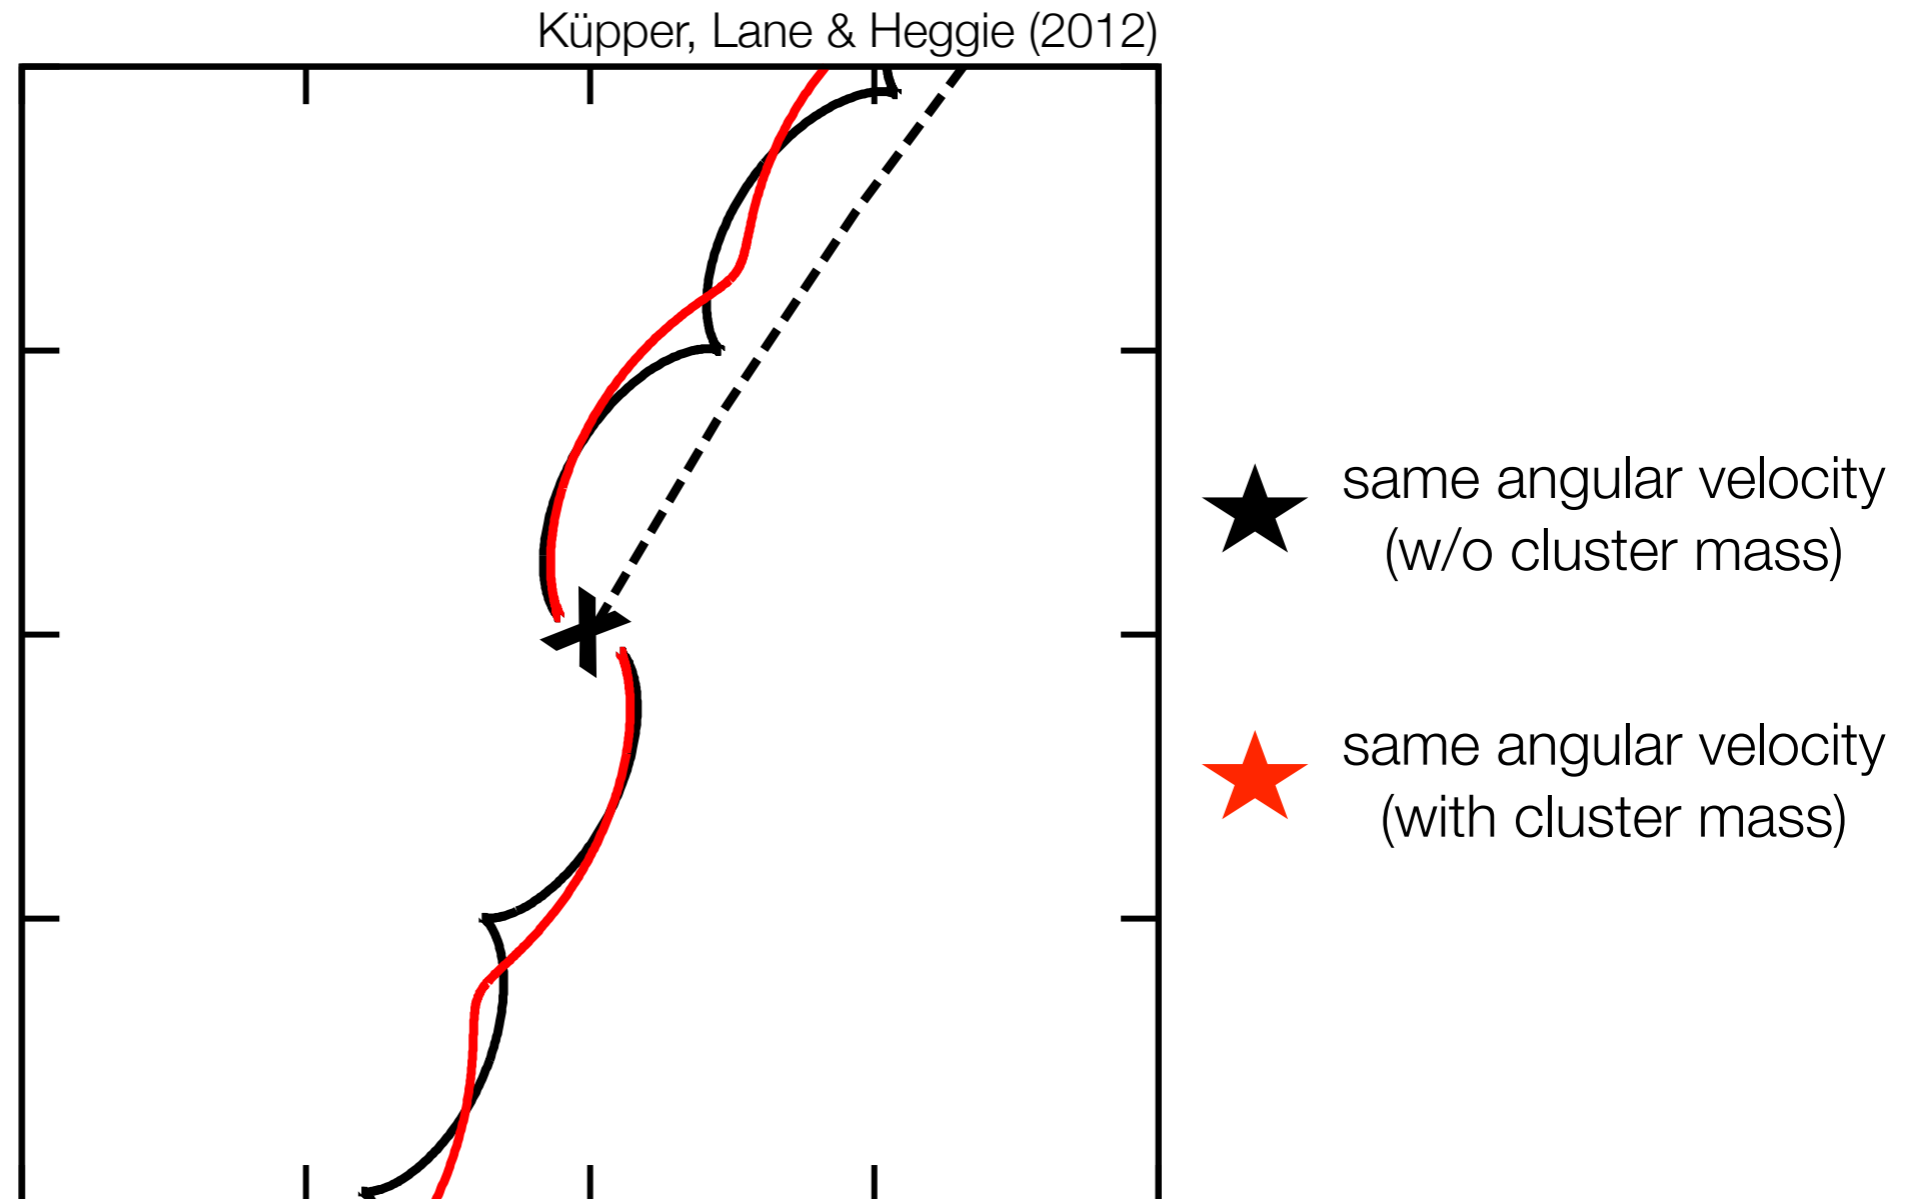 Küpper, Lane & Heggie (2012)
same angular velocity
(w/o cluster mass)
same angular velocity
(with cluster mass)